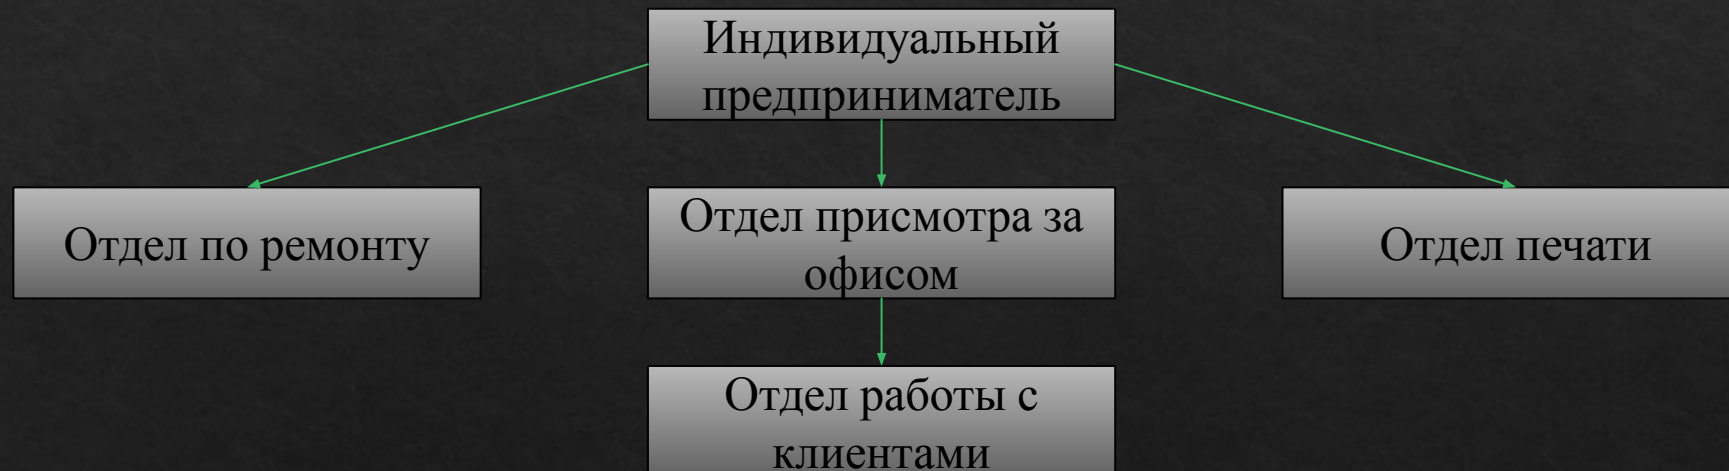 Индивидуальный
предприниматель
Отдел по ремонту
Отдел присмотра за
офисом
Отдел печати
Отдел работы с
клиентами